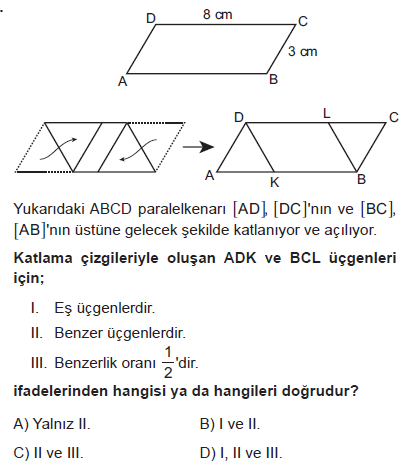 D 8 cm C
3 cm
A B
D L C
A K B
Yukarıdaki ABCD paralelkenarı [AD], [DC]'nın ve [BC],
[AB]'nın üstüne gelecek şekilde katlanıyor ve açılıyor.
Katlama çizgileriyle oluşan ADK ve BCL üçgenleri
için;
I. Eş üçgenlerdir.
II. Benzer üçgenlerdir.
III. Benzerlik oranı 1/2'dir.
ifadelerinden hangisi ya da hangileri doğrudur?
A) Yalnız II. B) I ve II.
C) II ve III. D) I, II ve III.